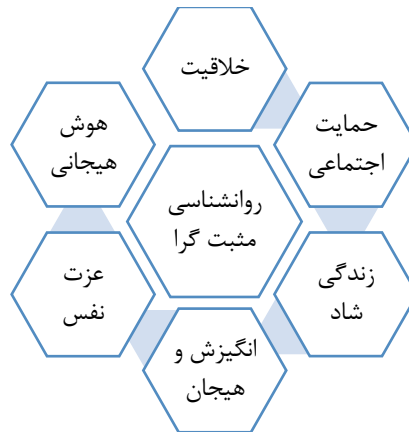 خلاقیت
حمایت
اجتماعی
زندگی
شاد
انگیزش و
هیجان
عزت
نفس
هوش
هیجانی
روانشناسی
مثبت گرا